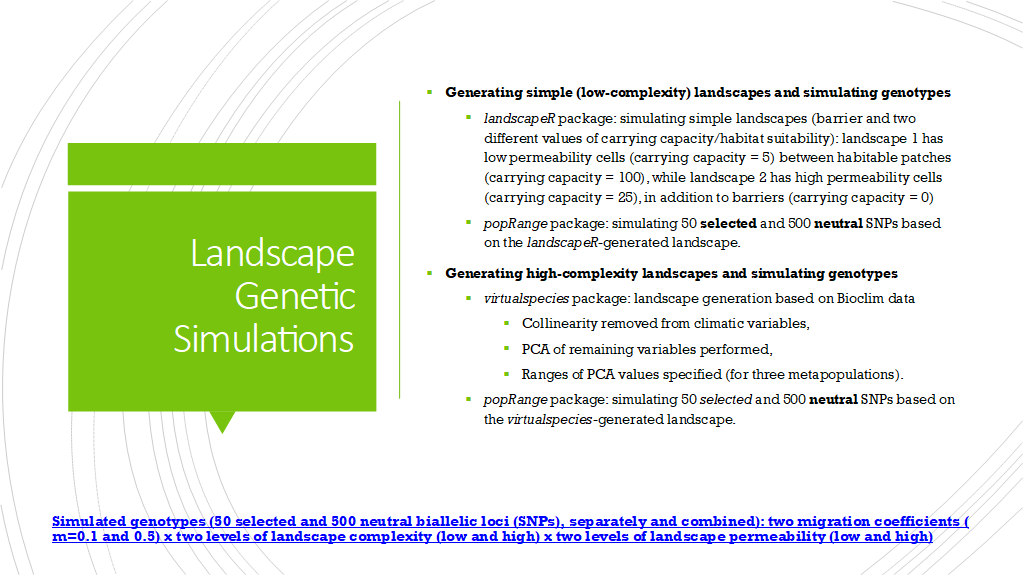 Landscape
Genetic
Simulations
Generating simple (low-complexity) landscapes and simulating genotypes
landscapeR package: simulating simple landscapes (barrier and two
different values of carrying capacity/habitat suitability): landscape 1 has
low permeability cells (carrying capacity = 5) between habitable patches
(carrying capacity = 100), while landscape 2 has high permeability cells
(carrying capacity = 25), in addition to barriers (carrying capacity = 0)
popRange package: simulating 50 selected and 500 neutral SNPs based
on the landscapeR-generated landscape.
Generating high-complexity landscapes and simulating genotypes
virtualspecies package: landscape generation based on Bioclim data
Collinearity removed from climatic variables,
PCA of remaining variables performed,
Ranges of PCA values specified (for three metapopulations).
popRange package: simulating 50 selected and 500 neutral SNPs based on
the virtualspecies-generated landscape.
Simulated genotypes (50 selected and 500 neutral biallelic loci (SNPs), separately and combined): two migration coefficients (
m=0.1 and 0.5) x two levels of landscape complexity (low and high) x two levels of landscape permeability (low and high)